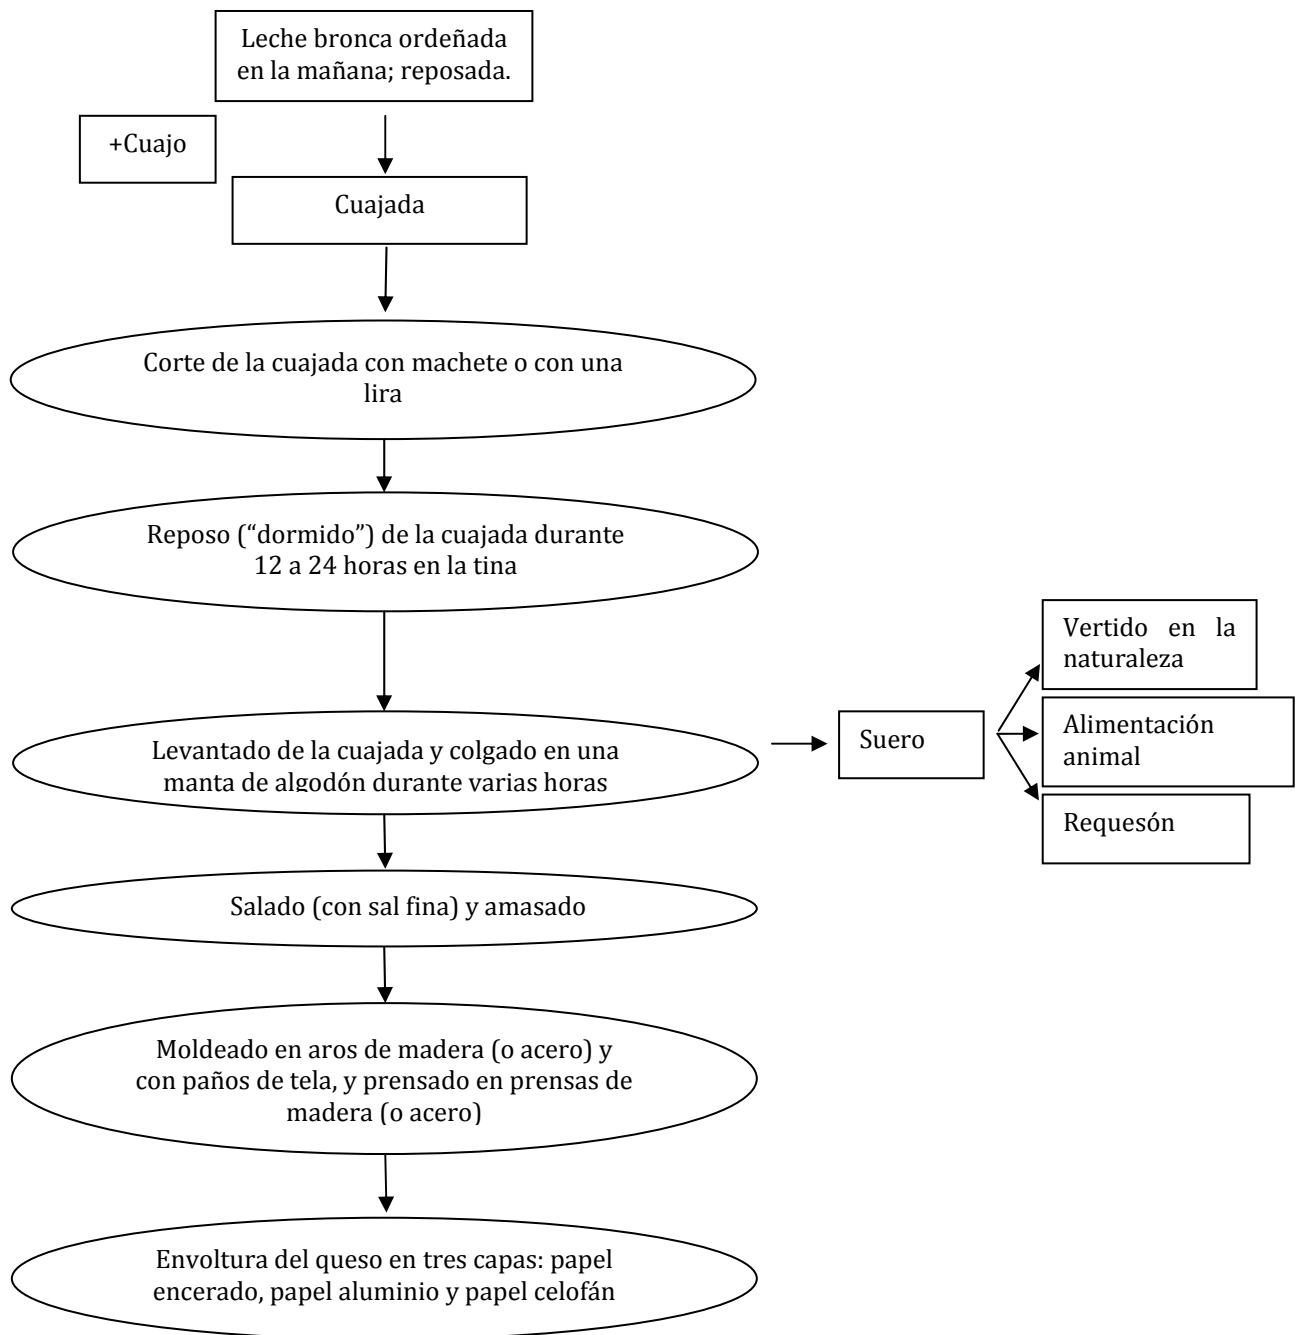 Leche bronca ordeñada
en la mañana; reposada.
+Cuajo
Cuajada
Corte de la cuajada con machete o con una
lira
Reposo (“dormido”) de la cuajada durante
12 a 24 horas en la tina
Levantado de la cuajada y colgado en una
manta de algodón durante varias horas
Suero
Vertido en la
naturaleza
Alimentación
animal
Requesón
Salado (con sal fina) y amasado
Moldeado en aros de madera (o acero) y
con paños de tela, y prensado en prensas de
madera (o acero)
Envoltura del queso en tres capas: papel
encerado, papel aluminio y papel celofán